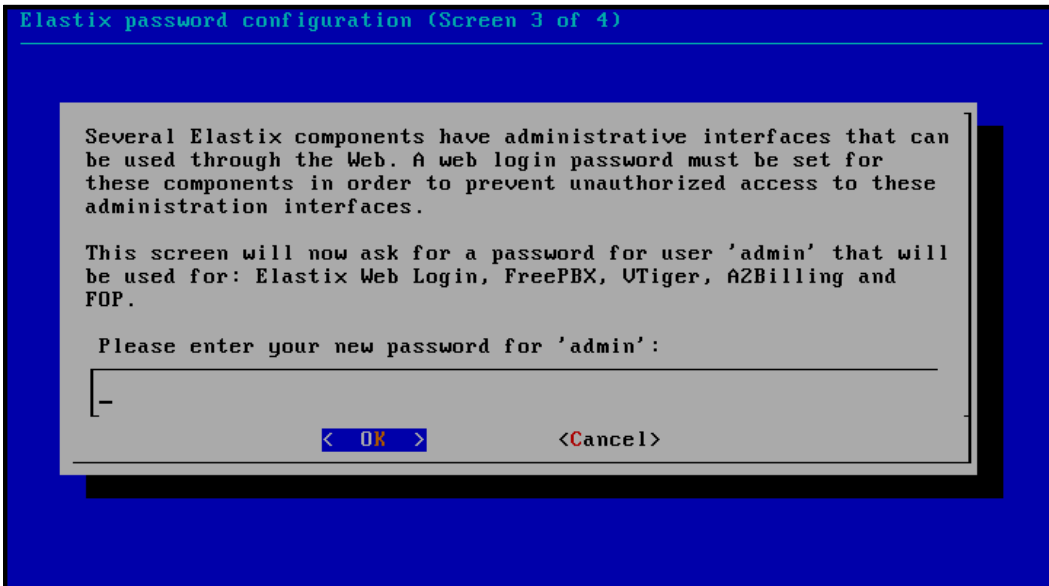 Elastix password configuration (Screen 3 of 4)
Several Elastix components have administrative interfaces that can
be used through the Web. A web login password must be set for
these components in order to prevent unauthorized access to these
administration interfaces.
This screen will now ask for a password for user 'admin' that will
be used for: Elastix Web Login, FreePBX, VTiger, A2Billing and
FOP.
Please enter your new password for 'admin':
< OK > <Cancel>